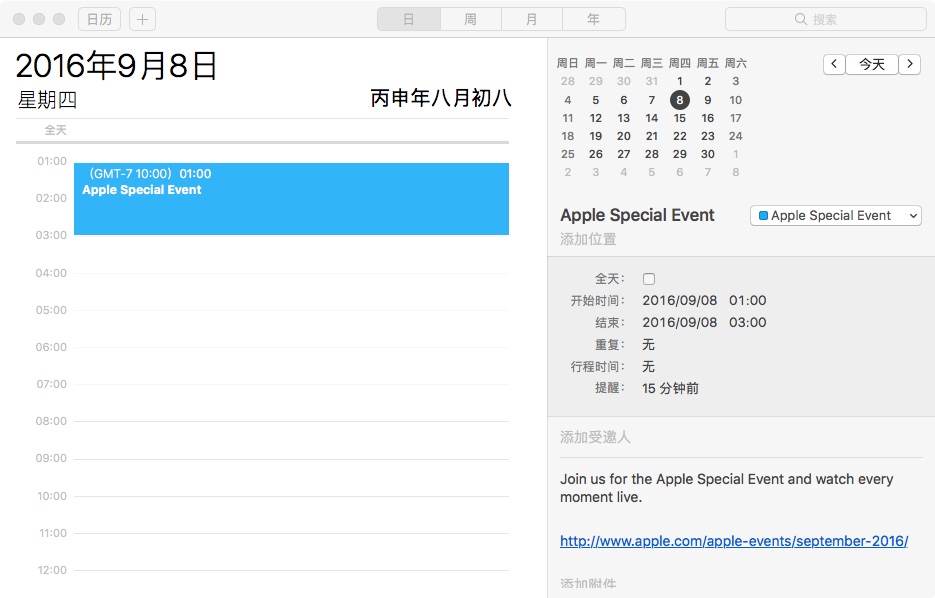 日历 + 日 周 月 年 搜索
2016年9月8日
星期四 丙申年八月初八
全天
01:00 (GMT-7 10:00) 01:00
Apple Special Event
02:00
03:00
04:00
05:00
06:00
07:00
08:00
09:00
10:00
11:00
12:00
周日 周一 周二 周三 周四 周五 周六 < 今天 >
28 29 30 31 1 2 3
4 5 6 7 8 9 10
11 12 13 14 15 16 17
18 19 20 21 22 23 24
25 26 27 28 29 30 1
2 3 4 5 6 7 8
Apple Special Event Apple Special Event
添加位置
全天：
开始时间： 2016/09/08 01:00
结束： 2016/09/08 03:00
重复： 无
行程时间： 无
提醒： 15 分钟前
添加受邀人
Join us for the Apple Special Event and watch every
moment live.
http://www.apple.com/apple-events/september-2016/
添加附件